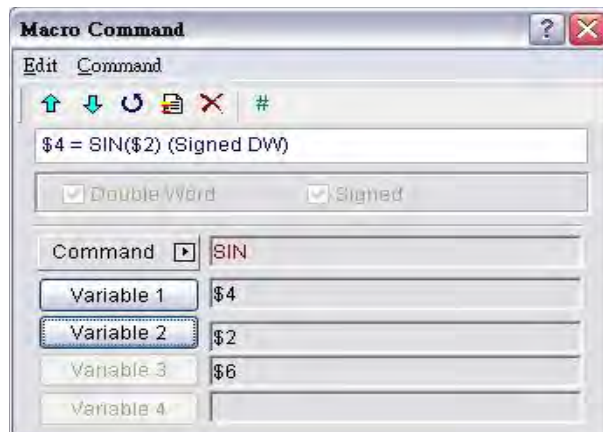 Macro Command
Edit Command
#
$4 = SIN($2) (Signed DW)
Double Word Signed
Command SIN
Variable 1 $4
Variable 2 $2
Variable 3 $6
Variable 4